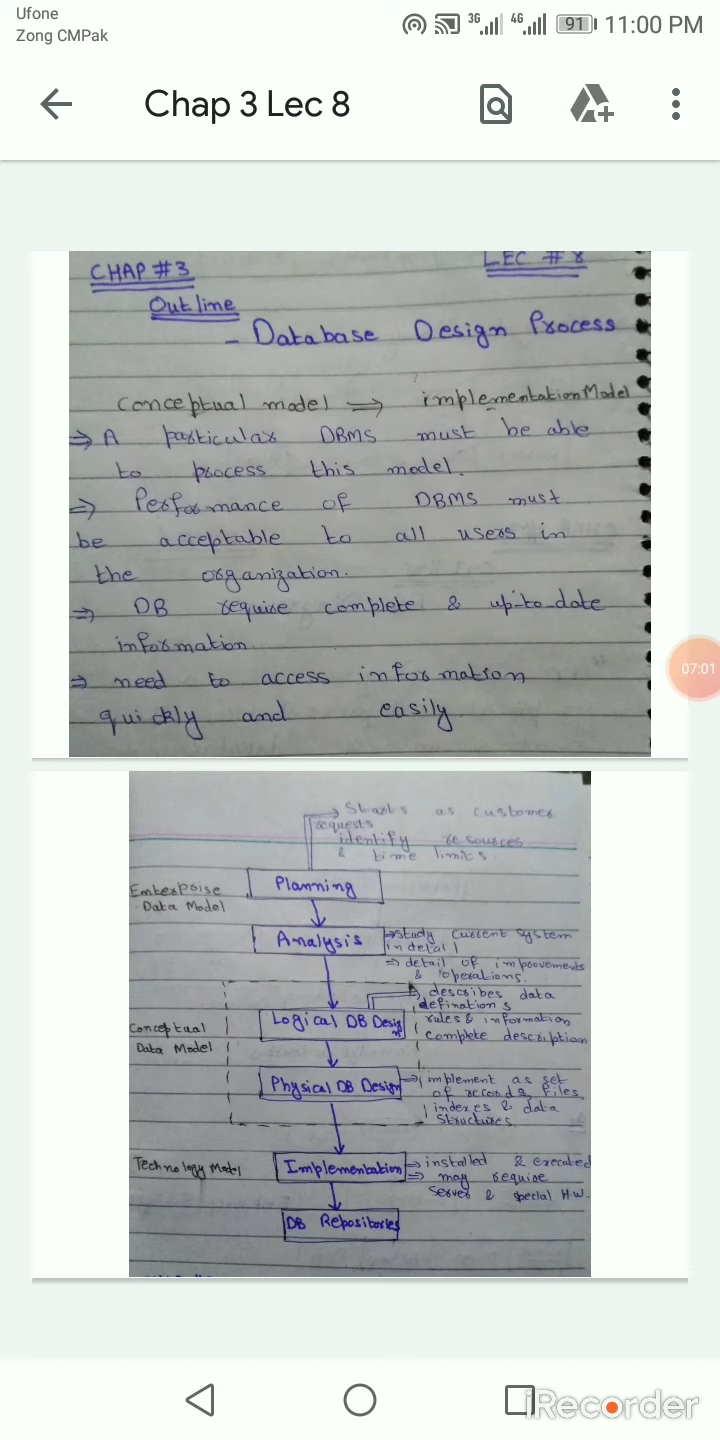 Ufone
Zong CMPak
3G 4G 91 11:00 PM
Chap 3 Lec 8
CHAP #3 LEC # 8
Outline
- Database Design Process
Conceptual model ⇒ implementation Model
⇒ A particular DBMS must be able
to process this model.
⇒ Performance of DBMS must
be acceptable to all users in
the organization.
⇒ DB require complete & up-to-date
information.
⇒ need to access information
quickly and easily.
07:01
→ Starts as customer
requests
identify resources
& time limits.
Enterprise
Data Model
Planning
Analysis
→ study current system
in detail
⇒ detail of improvements
& operations.
→ describes data
definations
rules & information
complete description
Conceptual
Data Model
Logical DB Design
Physical DB Design
⇒ implement as set
of records, files,
indexes & data
structures.
Technology Model
Implementation
⇒ installed & executed
⇒ may require
server & special H.W.
DB Repositories
iRecorder